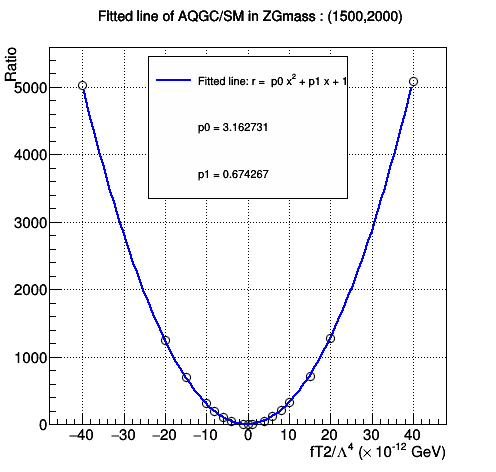 FItted line of AQGC/SM in ZGmass : (1500,2000)
Ratio
Fitted line: r = p0 x² + p1 x + 1
p0 = 3.162731
p1 = 0.674267
5000
4000
3000
2000
1000
0
−40 −30 −20 −10 0 10 20 30 40
fT2/Λ⁴ (× 10⁻¹² GeV)